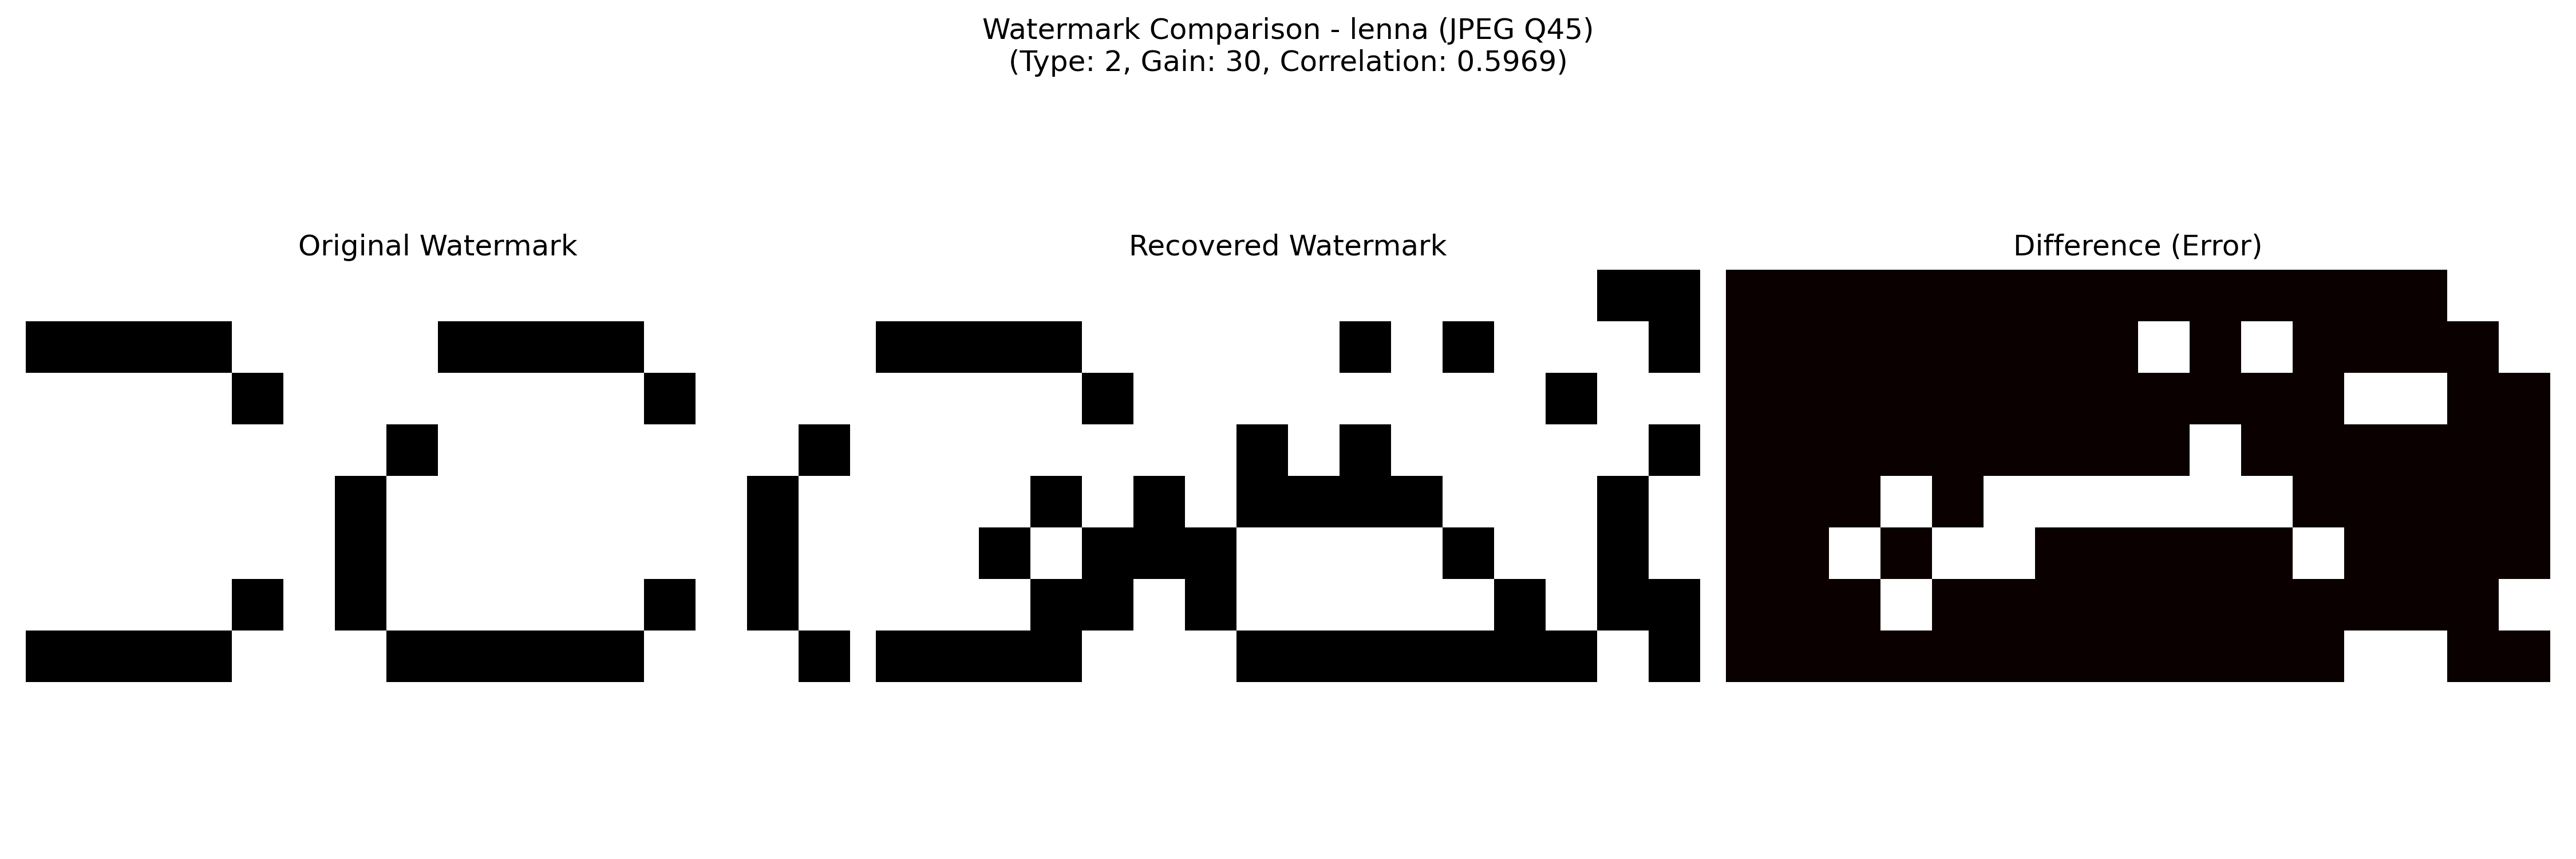 Watermark Comparison - lenna (JPEG Q45)
(Type: 2, Gain: 30, Correlation: 0.5969)
Original Watermark
Recovered Watermark
Difference (Error)